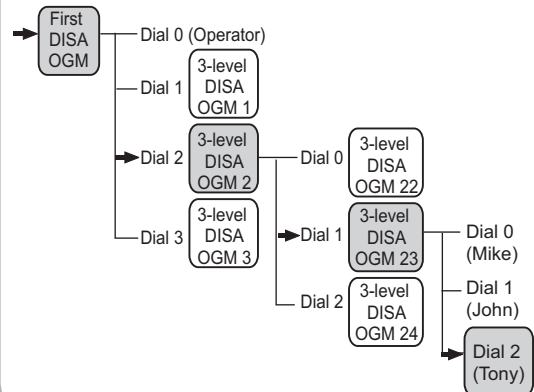 First
DISA
OGM
Dial 0 (Operator)
Dial 1
3-level
DISA
OGM 1
Dial 2
3-level
DISA
OGM 2
Dial 3
3-level
DISA
OGM 3
Dial 0
3-level
DISA
OGM 22
Dial 1
3-level
DISA
OGM 23
Dial 2
3-level
DISA
OGM 24
Dial 0
(Mike)
Dial 1
(John)
Dial 2
(Tony)